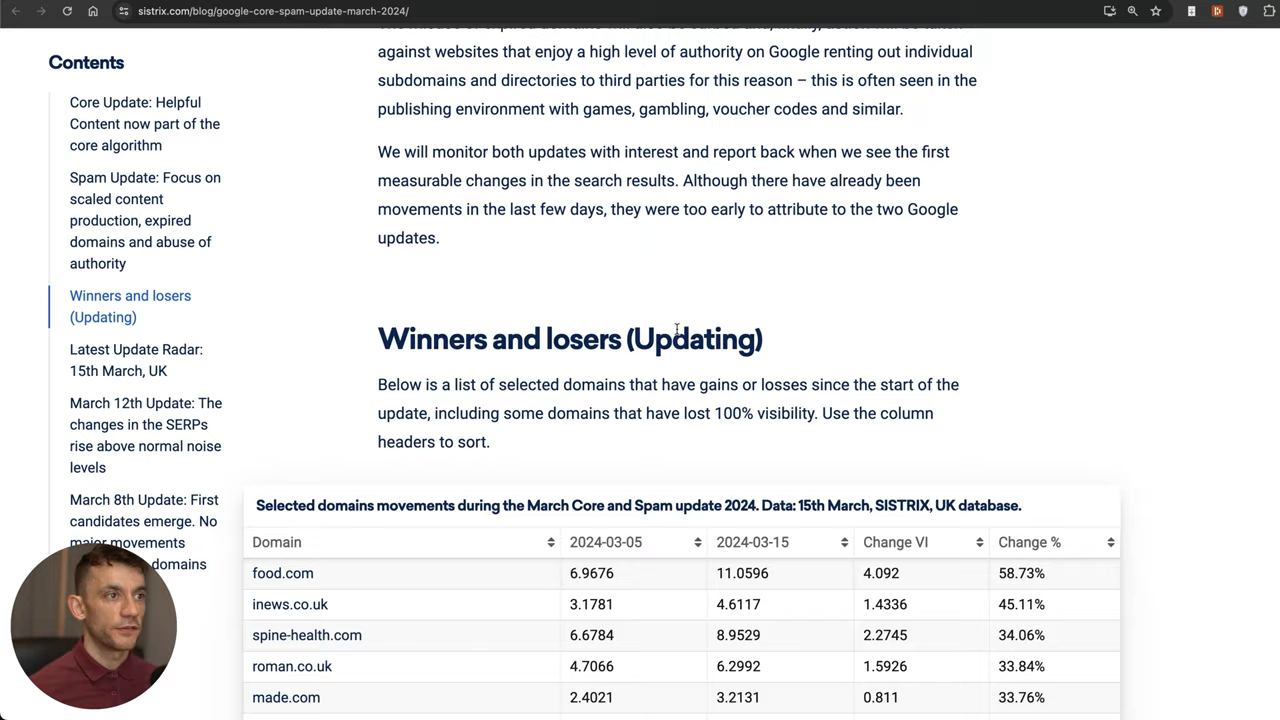 sistrix.com/blog/google-core-spam-update-march-2024/
Contents
Core Update: Helpful
Content now part of the
core algorithm
Spam Update: Focus on
scaled content
production, expired
domains and abuse of
authority
Winners and losers
(Updating)
Latest Update Radar:
15th March, UK
March 12th Update: The
changes in the SERPs
rise above normal noise
levels
March 8th Update: First
candidates emerge. No
major movements
domains
against websites that enjoy a high level of authority on Google renting out individual
subdomains and directories to third parties for this reason – this is often seen in the
publishing environment with games, gambling, voucher codes and similar.
We will monitor both updates with interest and report back when we see the first
measurable changes in the search results. Although there have already been
movements in the last few days, they were too early to attribute to the two Google
updates.
Winners and losers (Updating)
Below is a list of selected domains that have gains or losses since the start of the
update, including some domains that have lost 100% visibility. Use the column
headers to sort.
Selected domains movements during the March Core and Spam update 2024. Data: 15th March, SISTRIX, UK database.
Domain 2024-03-05 2024-03-15 Change VI Change %
food.com 6.9676 11.0596 4.092 58.73%
inews.co.uk 3.1781 4.6117 1.4336 45.11%
spine-health.com 6.6784 8.9529 2.2745 34.06%
roman.co.uk 4.7066 6.2992 1.5926 33.84%
made.com 2.4021 3.2131 0.811 33.76%